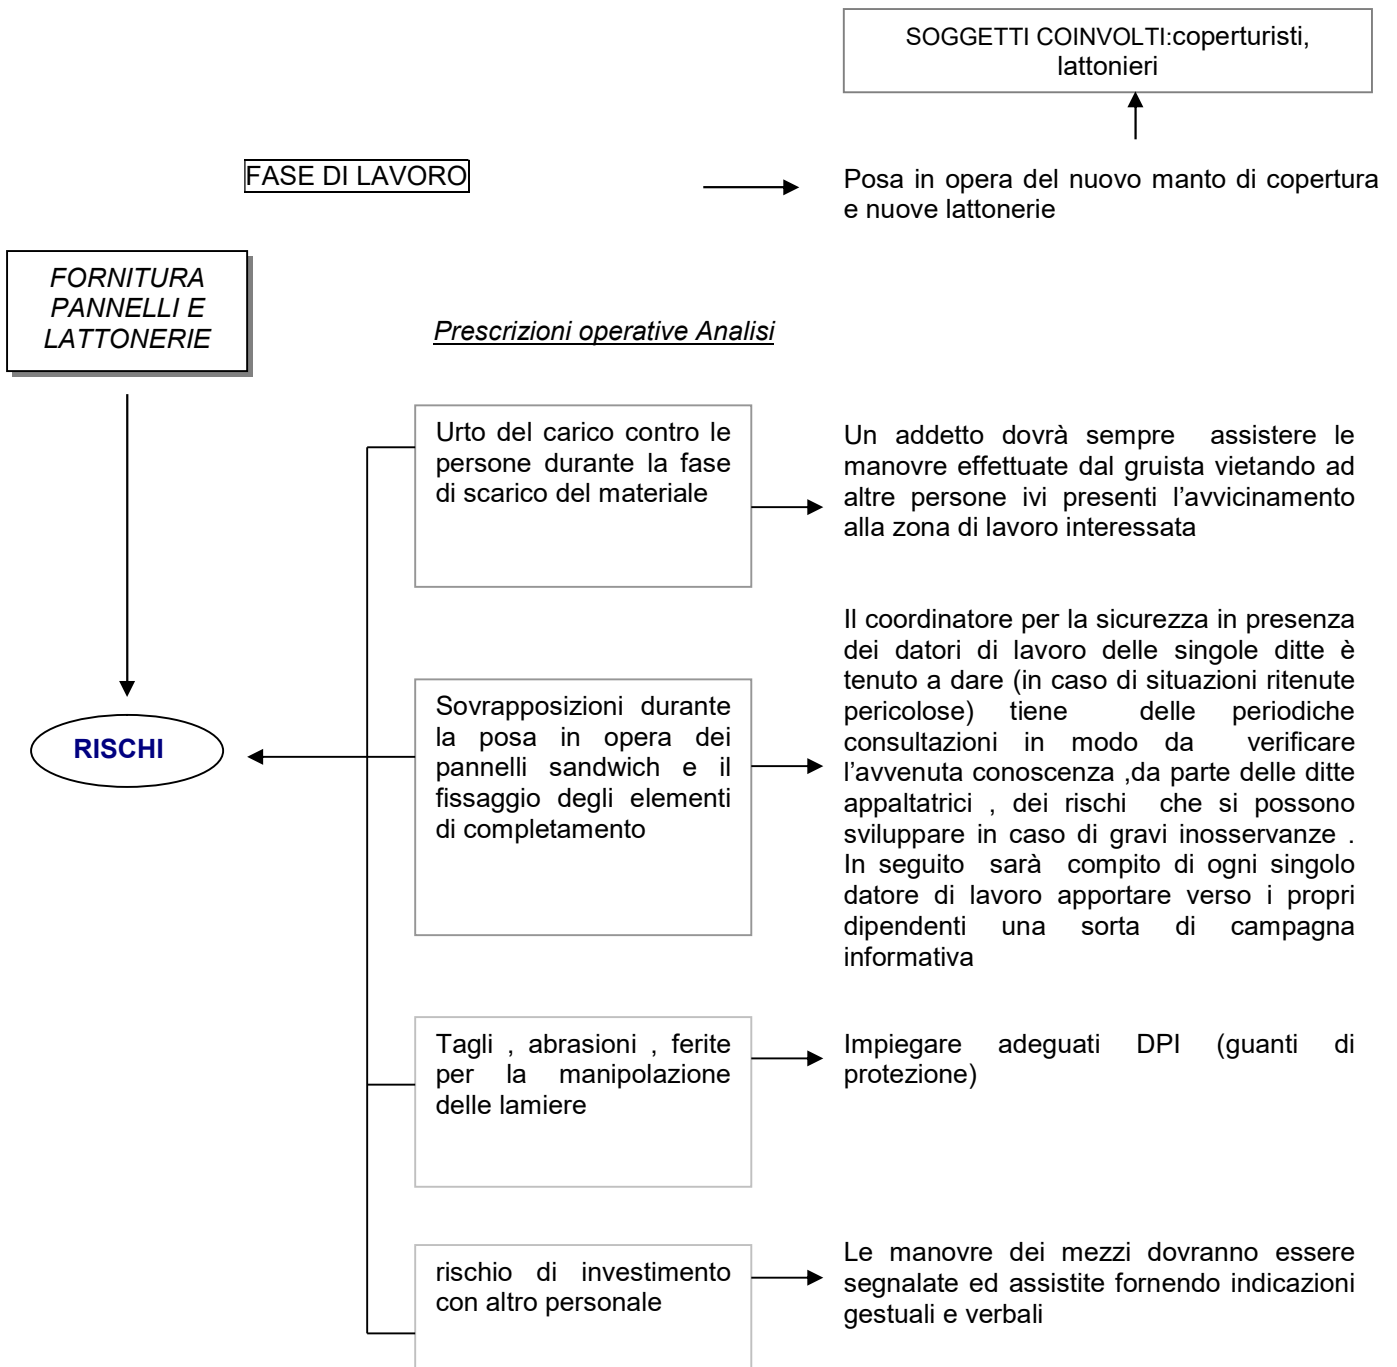 SOGGETTI COINVOLTI:coperturisti,
lattonieri
FASE DI LAVORO
Posa in opera del nuovo manto di copertura
e nuove lattonerie
FORNITURA
PANNELLI E
LATTONERIE
Prescrizioni operative Analisi
Urto del carico contro le
persone durante la fase
di scarico del materiale
Un addetto dovrà sempre assistere le
manovre effettuate dal gruista vietando ad
altre persone ivi presenti l’avvicinamento
alla zona di lavoro interessata
RISCHI
Sovrapposizioni durante
la posa in opera dei
pannelli sandwich e il
fissaggio degli elementi
di completamento
Il coordinatore per la sicurezza in presenza
dei datori di lavoro delle singole ditte è
tenuto a dare (in caso di situazioni ritenute
pericolose) tiene delle periodiche
consultazioni in modo da verificare
l’avvenuta conoscenza ,da parte delle ditte
appaltatrici , dei rischi che si possono
sviluppare in caso di gravi inosservanze .
In seguito sarà compito di ogni singolo
datore di lavoro apportare verso i propri
dipendenti una sorta di campagna
informativa
Tagli , abrasioni , ferite
per la manipolazione
delle lamiere
Impiegare adeguati DPI (guanti di
protezione)
rischio di investimento
con altro personale
Le manovre dei mezzi dovranno essere
segnalate ed assistite fornendo indicazioni
gestuali e verbali